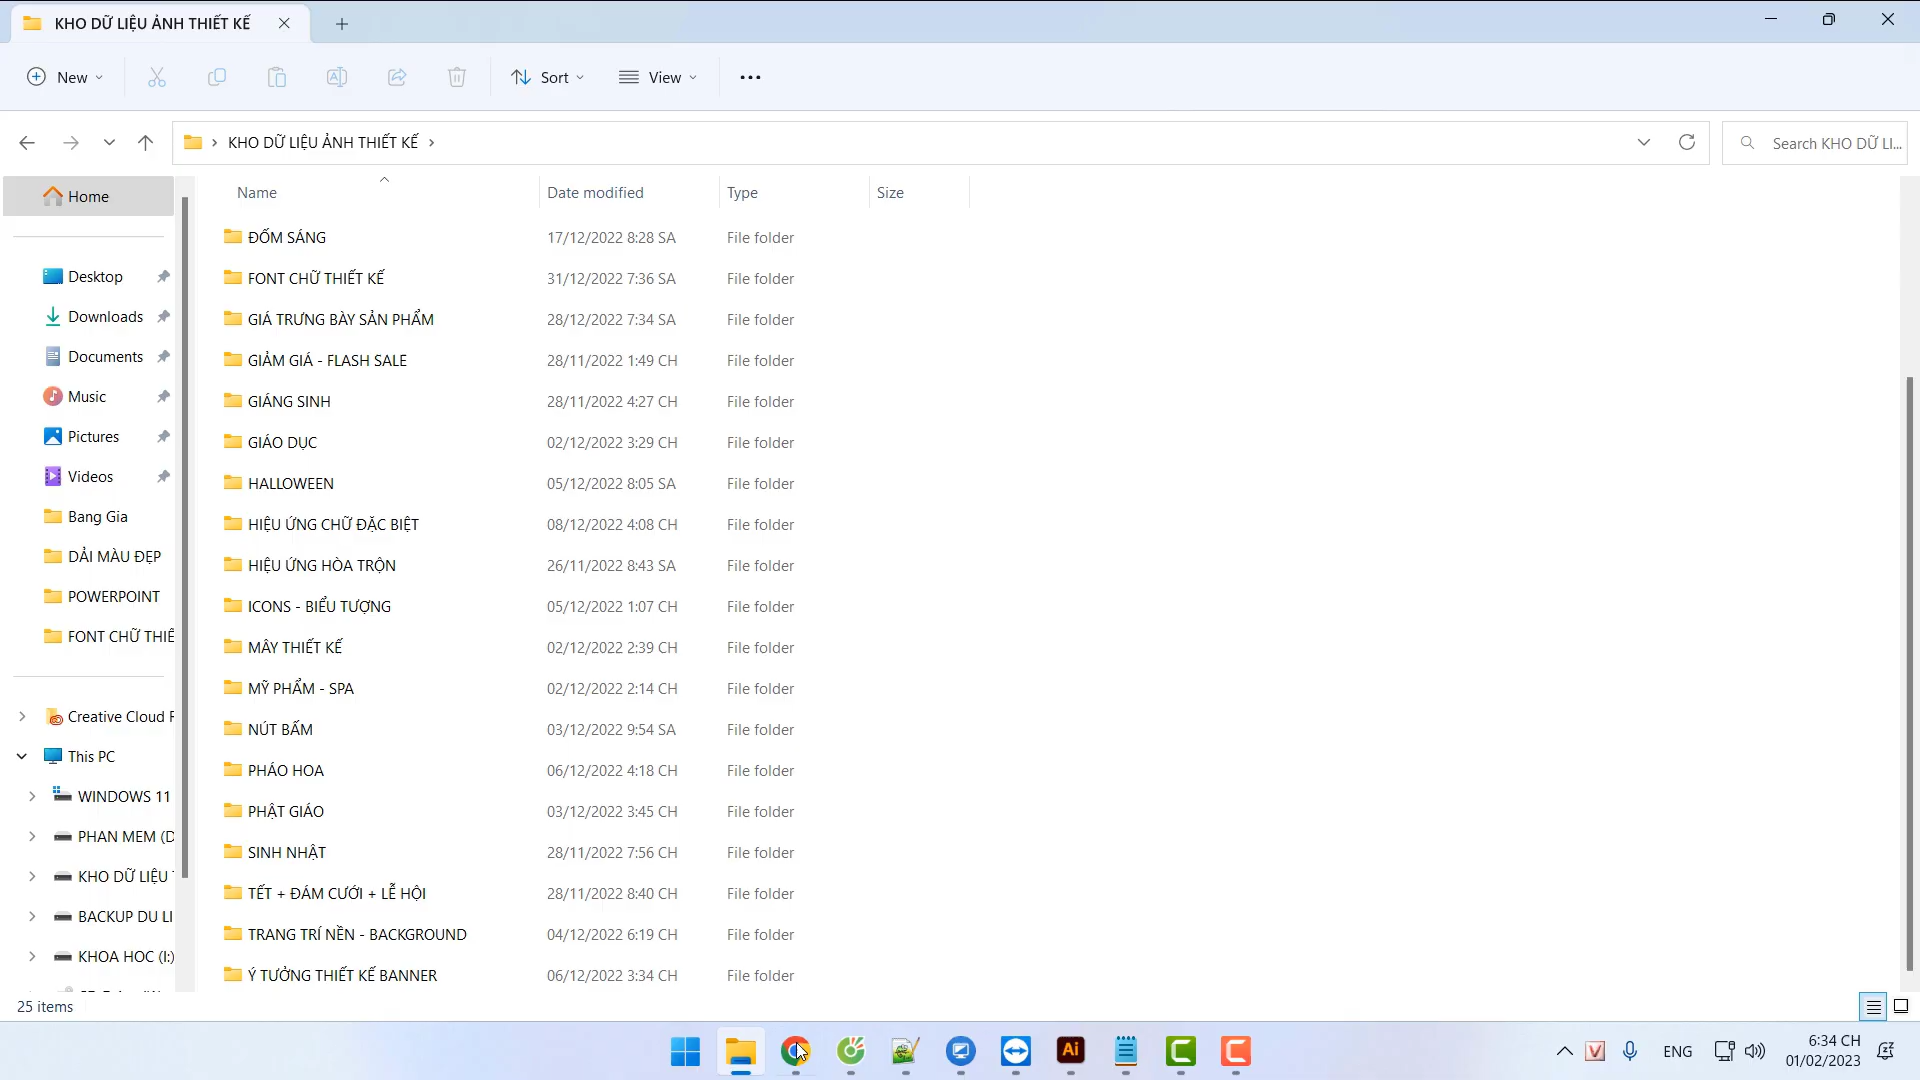 KHO DỮ LIỆU ẢNH THIẾT KẾ
New
Sort
View
KHO DỮ LIỆU ẢNH THIẾT KẾ
Search KHO DỮ LI...
Name Date modified Type Size
Home
Desktop
Downloads
Documents
Music
Pictures
Videos
Bang Gia
DẢI MÀU ĐẸP
POWERPOINT
FONT CHỮ THIẾ
Creative Cloud F
This PC
WINDOWS 11
PHAN MEM (D
KHO DỮ LIỆU
BACKUP DU LI
KHOA HOC (I:)
ĐỐM SÁNG 17/12/2022 8:28 SA File folder
FONT CHỮ THIẾT KẾ 31/12/2022 7:36 SA File folder
GIÁ TRƯNG BÀY SẢN PHẨM 28/12/2022 7:34 SA File folder
GIẢM GIÁ - FLASH SALE 28/11/2022 1:49 CH File folder
GIÁNG SINH 28/11/2022 4:27 CH File folder
GIÁO DỤC 02/12/2022 3:29 CH File folder
HALLOWEEN 05/12/2022 8:05 SA File folder
HIỆU ỨNG CHỮ ĐẶC BIỆT 08/12/2022 4:08 CH File folder
HIỆU ỨNG HÒA TRỘN 26/11/2022 8:43 SA File folder
ICONS - BIỂU TƯỢNG 05/12/2022 1:07 CH File folder
MÂY THIẾT KẾ 02/12/2022 2:39 CH File folder
MỸ PHẨM - SPA 02/12/2022 2:14 CH File folder
NÚT BẤM 03/12/2022 9:54 SA File folder
PHÁO HOA 06/12/2022 4:18 CH File folder
PHẬT GIÁO 03/12/2022 3:45 CH File folder
SINH NHẬT 28/11/2022 7:56 CH File folder
TẾT + ĐÁM CƯỚI + LỄ HỘI 28/11/2022 8:40 CH File folder
TRANG TRÍ NỀN - BACKGROUND 04/12/2022 6:19 CH File folder
Ý TƯỞNG THIẾT KẾ BANNER 06/12/2022 3:34 CH File folder
25 items
Ai
V
ENG
6:34 CH
01/02/2023